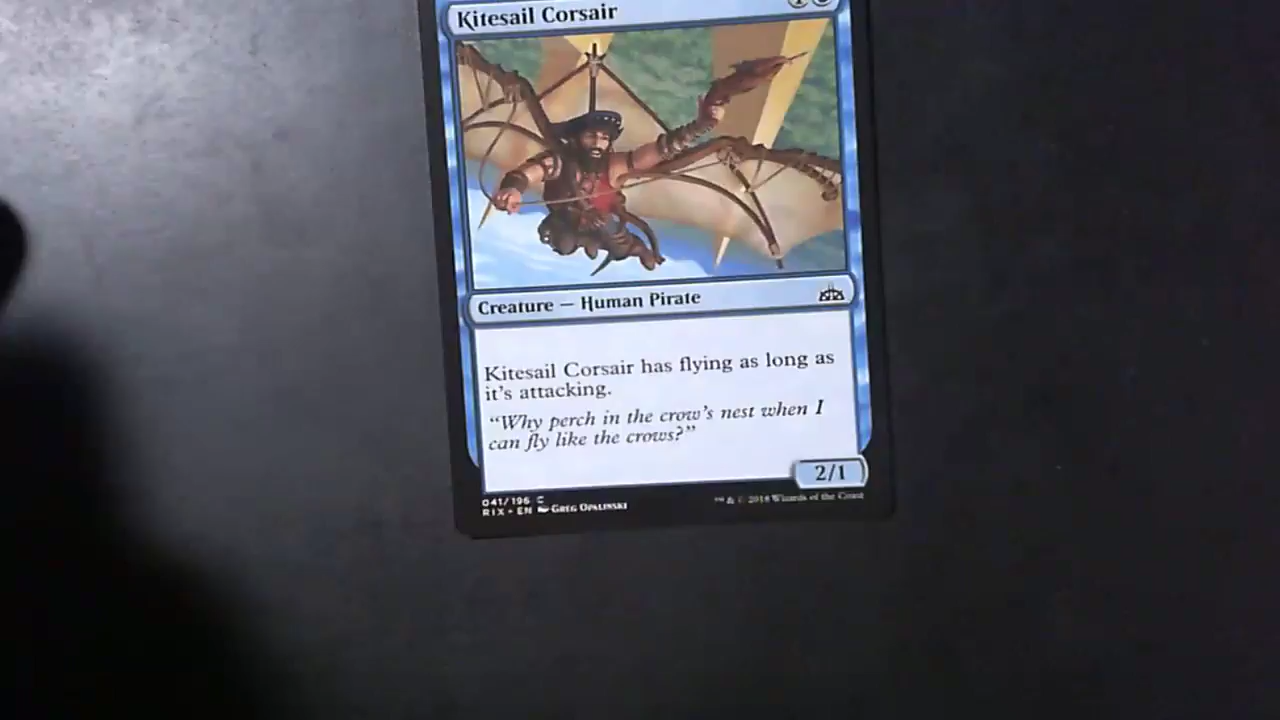 Kitesail Corsair
Creature — Human Pirate
Kitesail Corsair has flying as long as
it's attacking.
"Why perch in the crow's nest when I
can fly like the crows?"
2/1
041/196 C
RIX • EN Greg Opalinski
™ & © 2018 Wizards of the Coast